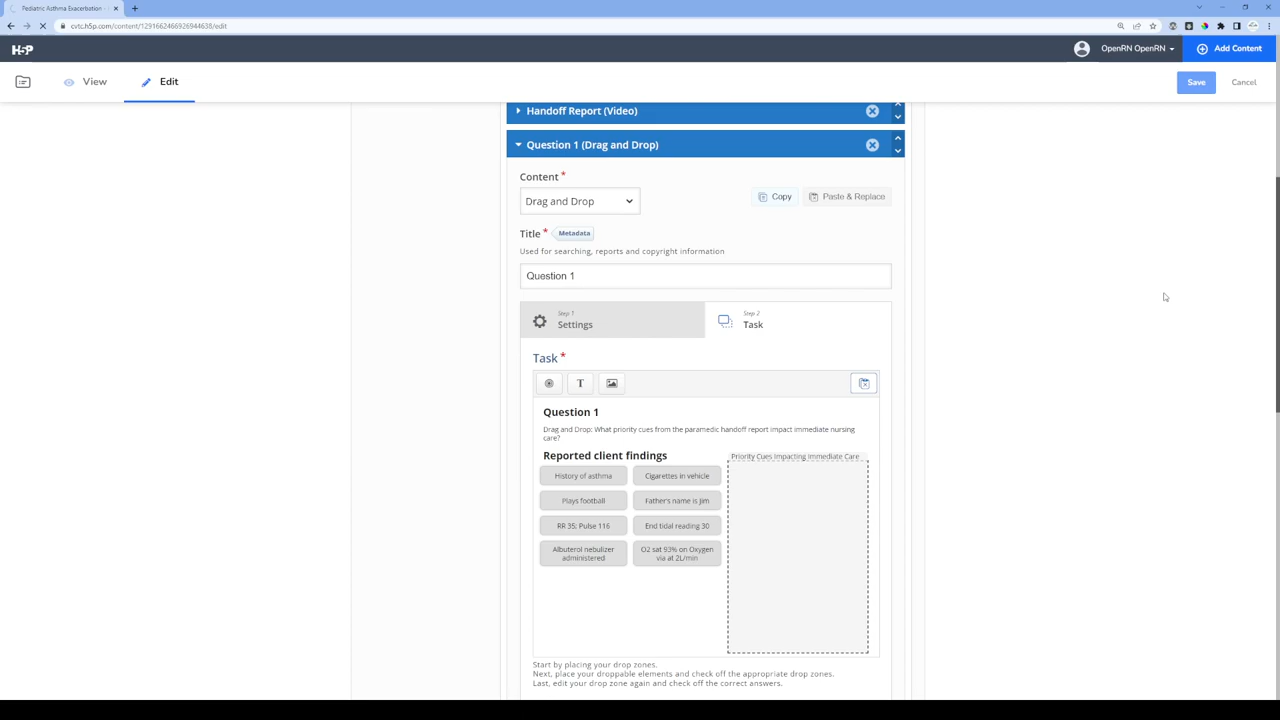 Pediatric Asthma Exacerbation -
cvtc.h5p.com/content/1291662466926944638/edit
H5P
OpenRN OpenRN
Add Content
View
Edit
Save
Cancel
Handoff Report (Video)
Question 1 (Drag and Drop)
Content *
Drag and Drop
Copy
Paste & Replace
Title * Metadata
Used for searching, reports and copyright information
Question 1
Step 1
Settings
Step 2
Task
Task *
T
Question 1
Drag and Drop: What priority cues from the paramedic handoff report impact immediate nursing
care?
Reported client findings
Priority Cues Impacting Immediate Care
History of asthma
Cigarettes in vehicle
Plays football
Father's name is Jim
RR 35; Pulse 116
End tidal reading 30
Albuterol nebulizer
administered
O2 sat 93% on Oxygen
via at 2L/min
Start by placing your drop zones.
Next, place your droppable elements and check off the appropriate drop zones.
Last, edit your drop zone again and check off the correct answers.